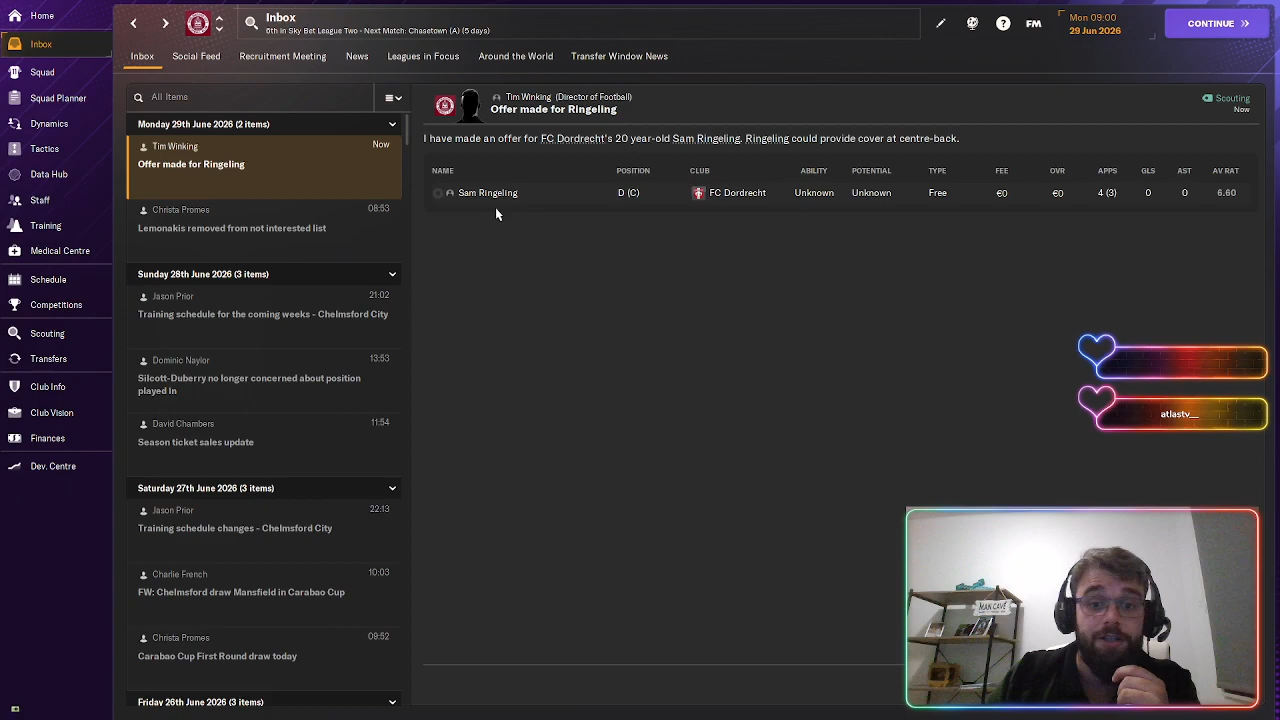 Home
Inbox
Squad
Squad Planner
Dynamics
Tactics
Data Hub
Staff
Training
Medical Centre
Schedule
Competitions
Scouting
Transfers
Club Info
Club Vision
Finances
Dev. Centre
Inbox
8th in Sky Bet League Two - Next Match: Chasetown (A) (5 days)
FM
Mon 09:00
29 Jun 2026
CONTINUE
Inbox
Social Feed
Recruitment Meeting
News
Leagues in Focus
Around the World
Transfer Window News
All Items
Monday 29th June 2026 (2 items)
Tim Winking
Now
Offer made for Ringeling
Christa Promes
08:53
Lemonakis removed from not interested list
Sunday 28th June 2026 (3 items)
Jason Prior
21:02
Training schedule for the coming weeks - Chelmsford City
Dominic Naylor
13:53
Silcott-Duberry no longer concerned about position
played in
David Chambers
11:54
Season ticket sales update
Saturday 27th June 2026 (3 items)
Jason Prior
22:13
Training schedule changes - Chelmsford City
Charlie French
10:03
FW: Chelmsford draw Mansfield in Carabao Cup
Christa Promes
09:52
Carabao Cup First Round draw today
Friday 26th June 2026 (3 items)
Tim Winking (Director of Football)
Offer made for Ringeling
Scouting
Now
I have made an offer for FC Dordrecht's 20 year-old Sam Ringeling. Ringeling could provide cover at centre-back.
NAME POSITION CLUB ABILITY POTENTIAL TYPE FEE OVR APPS GLS AST AV RAT
Sam Ringeling D (C) FC Dordrecht Unknown Unknown Free €0 €0 4 (3) 0 0 6.60
atlastv__
MAN CAVE